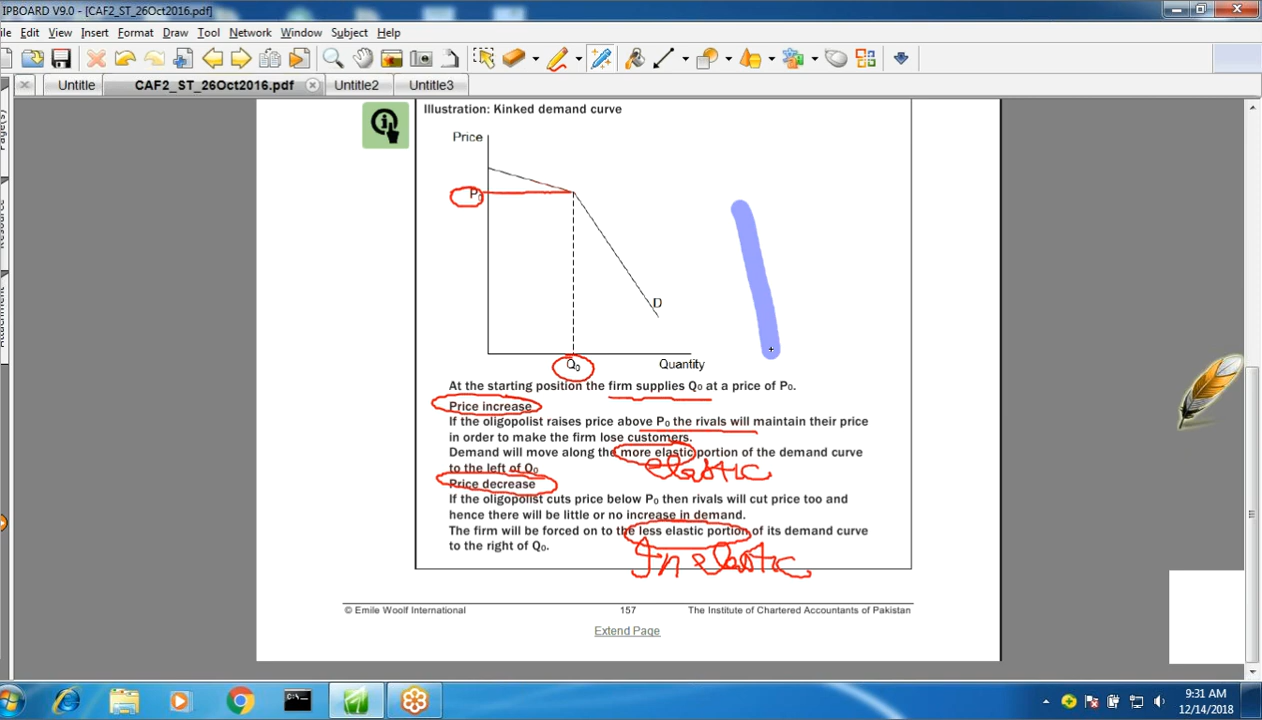 IPBOARD V9.0 - [CAF2_ST_26Oct2016.pdf]
ile Edit View Insert Format Draw Tool Network Window Subject Help
Untitle CAF2_ST_26Oct2016.pdf Untitle2 Untitle3
Page(s)
Resource
Attachment
Illustration: Kinked demand curve
Price
P0
D
Q0 Quantity
At the starting position the firm supplies Q0 at a price of P0.
Price increase
If the oligopolist raises price above P0 the rivals will maintain their price
in order to make the firm lose customers.
Demand will move along the more elastic portion of the demand curve
to the left of Q0
elastic
Price decrease
If the oligopolist cuts price below P0 then rivals will cut price too and
hence there will be little or no increase in demand.
The firm will be forced on to the less elastic portion of its demand curve
to the right of Q0.
In elastic
© Emile Woolf International 157 The Institute of Chartered Accountants of Pakistan
Extend Page
9:31 AM
12/14/2018